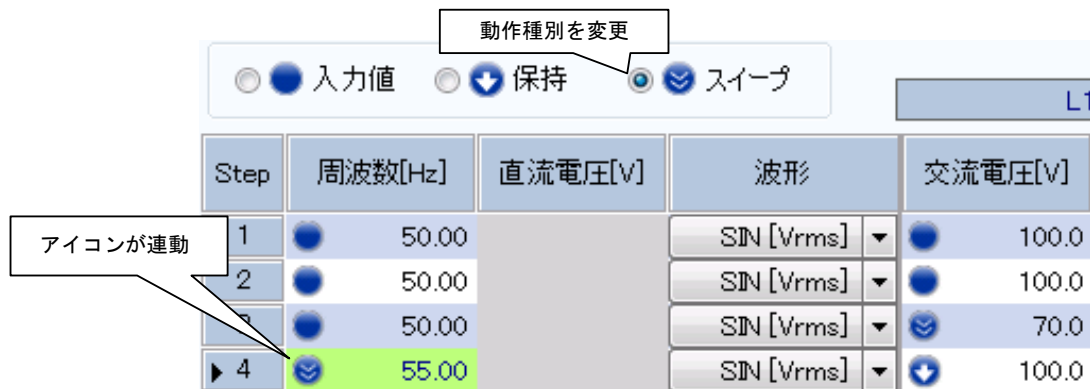 動作種別を変更
入力値 保持 スイープ
L1
Step 周波数[Hz] 直流電圧[V] 波形 交流電圧[V]
アイコンが連動
1 50.00 SIN [Vrms] 100.0
2 50.00 SIN [Vrms] 100.0
50.00 SIN [Vrms] 70.0
4 55.00 SIN [Vrms] 100.0